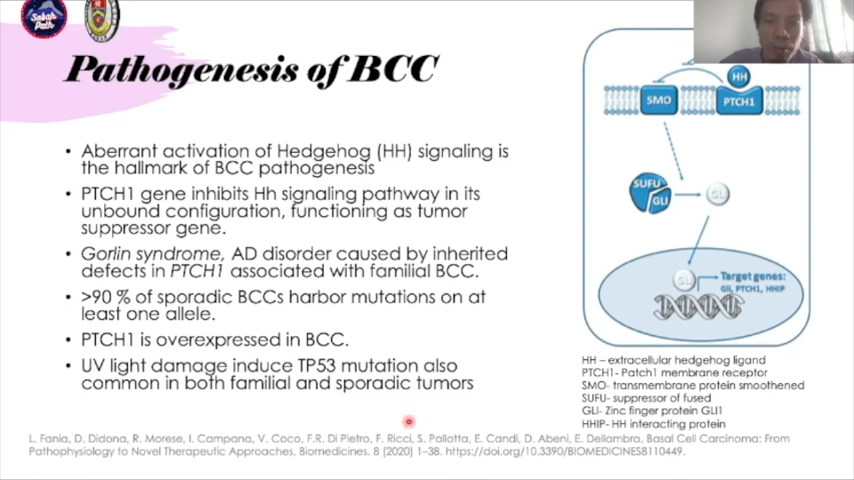 Sabah Path
Pathogenesis of BCC
• Aberrant activation of Hedgehog (HH) signaling is
the hallmark of BCC pathogenesis
• PTCH1 gene inhibits Hh signaling pathway in its
unbound configuration, functioning as tumor
suppressor gene.
• Gorlin syndrome, AD disorder caused by inherited
defects in PTCH1 associated with familial BCC.
• >90 % of sporadic BCCs harbor mutations on at
least one allele.
• PTCH1 is overexpressed in BCC.
• UV light damage induce TP53 mutation also
common in both familial and sporadic tumors
HH
SMO
PTCH1
SUFU
GLI
GLI
GLI
Target genes:
Gli, PTCH1, HHIP
HH – extracellular hedgehog ligand
PTCH1- Patch1 membrane receptor
SMO- transmembrane protein smoothened
SUFU- suppressor of fused
GLI- Zinc finger protein GLI1
HHIP- HH interacting protein
L. Fania, D. Didona, R. Morese, I. Campana, V. Coco, F.R. Di Pietro, F. Ricci, S. Pallotta, E. Candi, D. Abeni, E. Dellambra, Basal Cell Carcinoma: From
Pathophysiology to Novel Therapeutic Approaches, Biomedicines. 8 (2020) 1–38. https://doi.org/10.3390/BIOMEDICINES8110449.